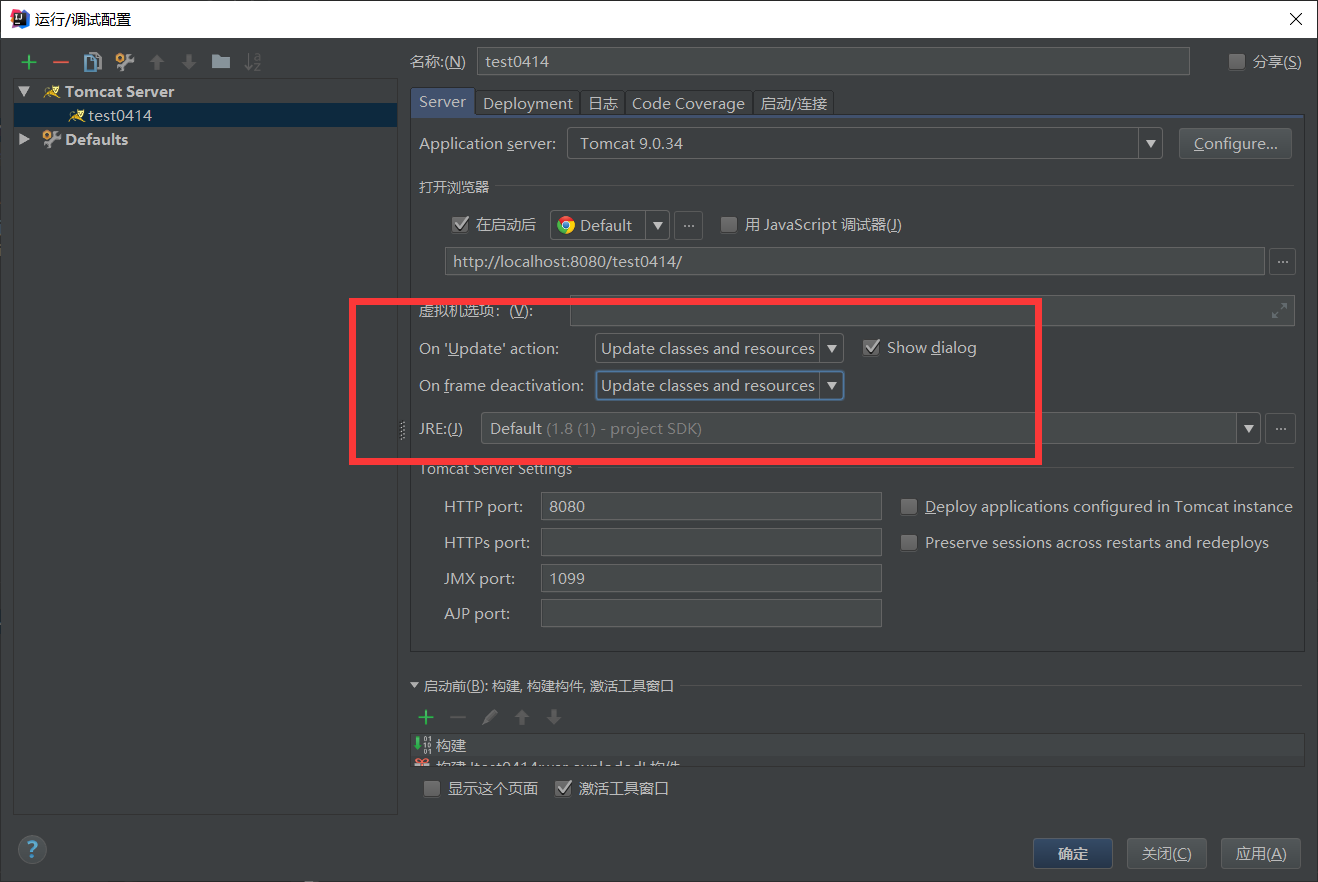 运行/调试配置
名称:(N) test0414 分享(S)
Tomcat Server
test0414
Defaults
Server Deployment 日志 Code Coverage 启动/连接
Application server: Tomcat 9.0.34 Configure...
打开浏览器
在启动后 Default ... 用 JavaScript 调试器(J)
http://localhost:8080/test0414/ ...
虚拟机选项: (V):
On 'Update' action: Update classes and resources Show dialog
On frame deactivation: Update classes and resources
JRE:(J) Default (1.8 (1) - project SDK) ...
Tomcat Server Settings
HTTP port: 8080 Deploy applications configured in Tomcat instance
HTTPs port: Preserve sessions across restarts and redeploys
JMX port: 1099
AJP port:
启动前(B): 构建, 构建构件, 激活工具窗口
构建
构建 'test0414:war exploded' 构件
显示这个页面 激活工具窗口
? 确定 关闭(C) 应用(A)